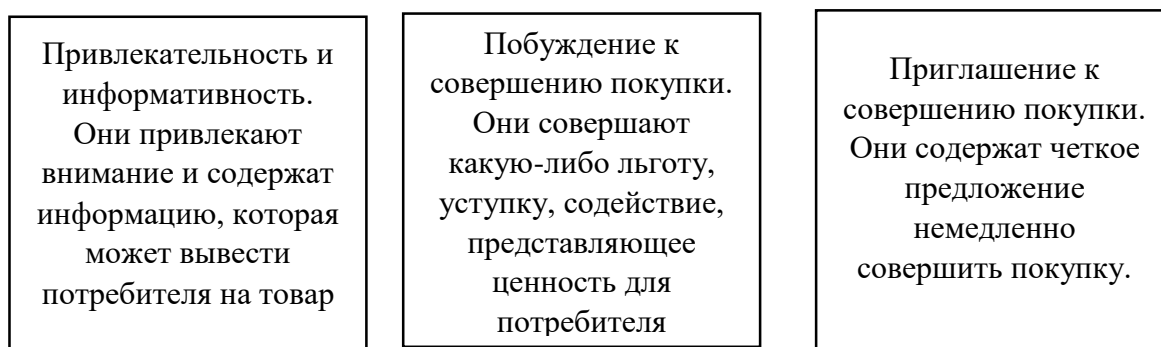 Привлекательность и
информативность.
Они привлекают
внимание и содержат
информацию, которая
может вывести
потребителя на товар
Побуждение к
совершению покупки.
Они совершают
какую-либо льготу,
уступку, содействие,
представляющее
ценность для
потребителя
Приглашение к
совершению покупки.
Они содержат четкое
предложение
немедленно
совершить покупку.